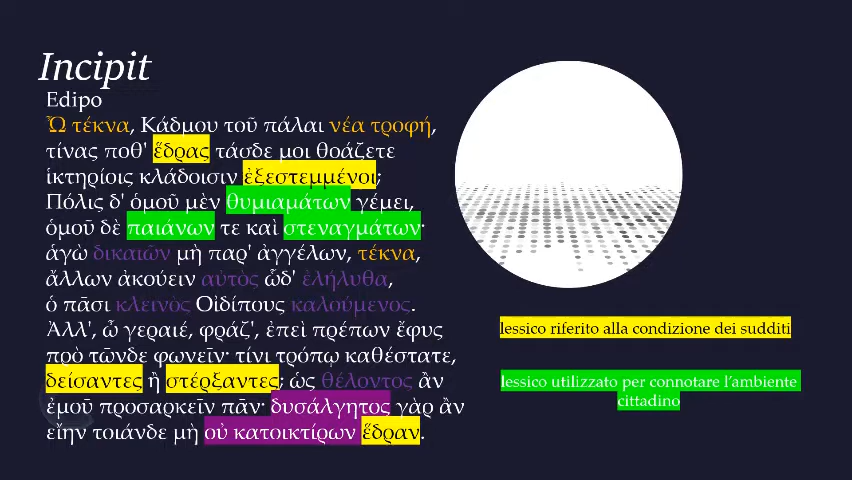 Incipit
Edipo
Ὦ τέκνα, Κάδμου τοῦ πάλαι νέα τροφή,
τίνας ποθ' ἕδρας τάσδε μοι θοάζετε
ἱκτηρίοις κλάδοισιν ἐξεστεμμένοι;
Πόλις δ' ὁμοῦ μὲν θυμιαμάτων γέμει,
ὁμοῦ δὲ παιάνων τε καὶ στεναγμάτων·
ἁγὼ δικαιῶν μὴ παρ' ἀγγέλων, τέκνα,
ἄλλων ἀκούειν αὐτὸς ὧδ' ἐλήλυθα,
ὁ πᾶσι κλεινὸς Οἰδίπους καλούμενος.
Ἀλλ', ὦ γεραιέ, φράζ', ἐπεὶ πρέπων ἔφυς
πρὸ τῶνδε φωνεῖν· τίνι τρόπῳ καθέστατε,
δείσαντες ἢ στέρξαντες; ὡς θέλοντος ἂν
ἐμοῦ προσαρκεῖν πᾶν· δυσάλγητος γὰρ ἂν
εἴην τοιάνδε μὴ οὐ κατοικτίρων ἕδραν.
lessico riferito alla condizione dei sudditi
lessico utilizzato per connotare l'ambiente
cittadino